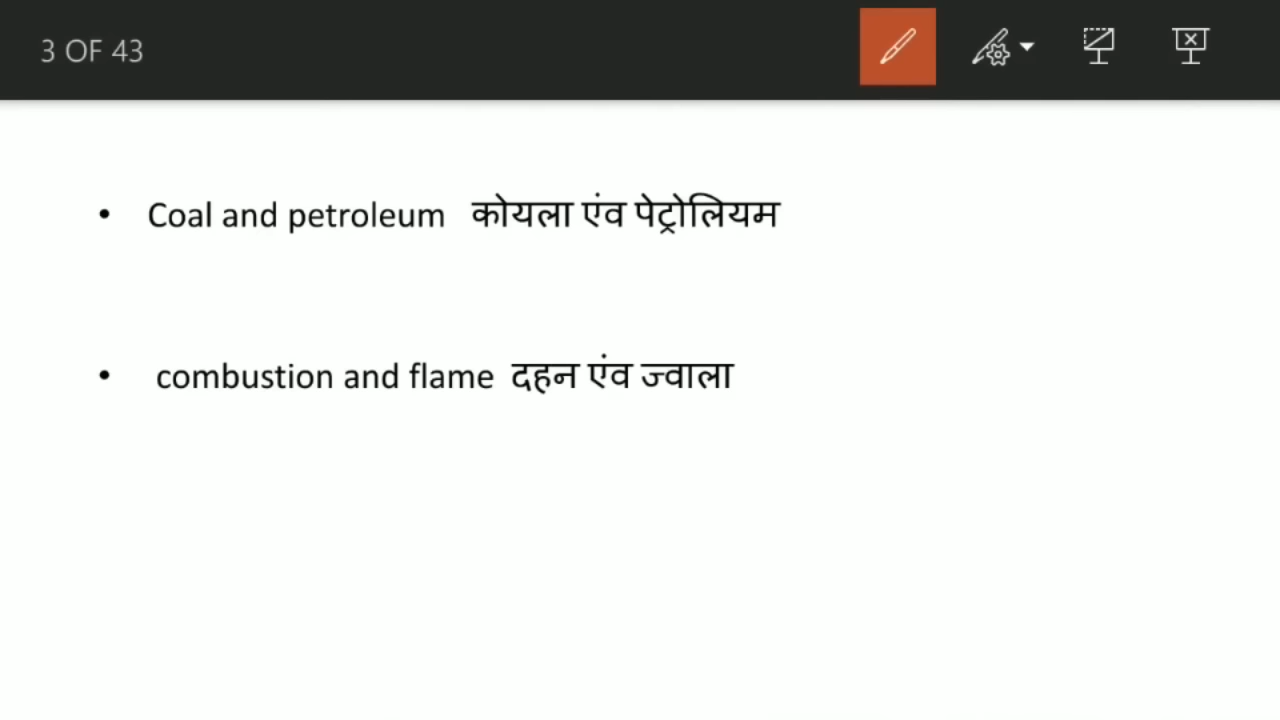 3 OF 43
• Coal and petroleum कोयला एंव पेट्रोलियम
• combustion and flame दहन एंव ज्वाला